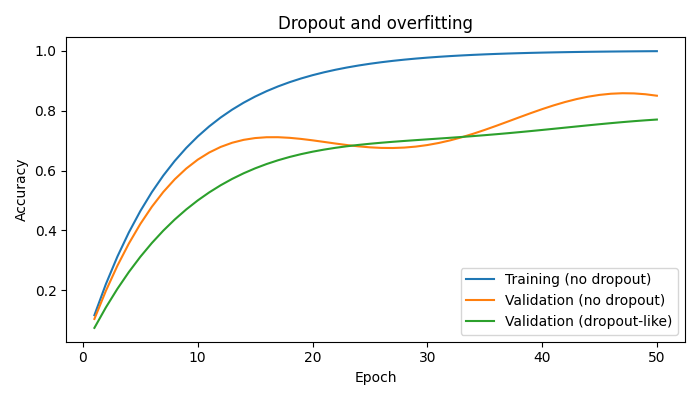 Dropout and overfitting
Accuracy
1.0
0.8
0.6
0.4
0.2
Training (no dropout)
Validation (no dropout)
Validation (dropout-like)
0 10 20 30 40 50
Epoch